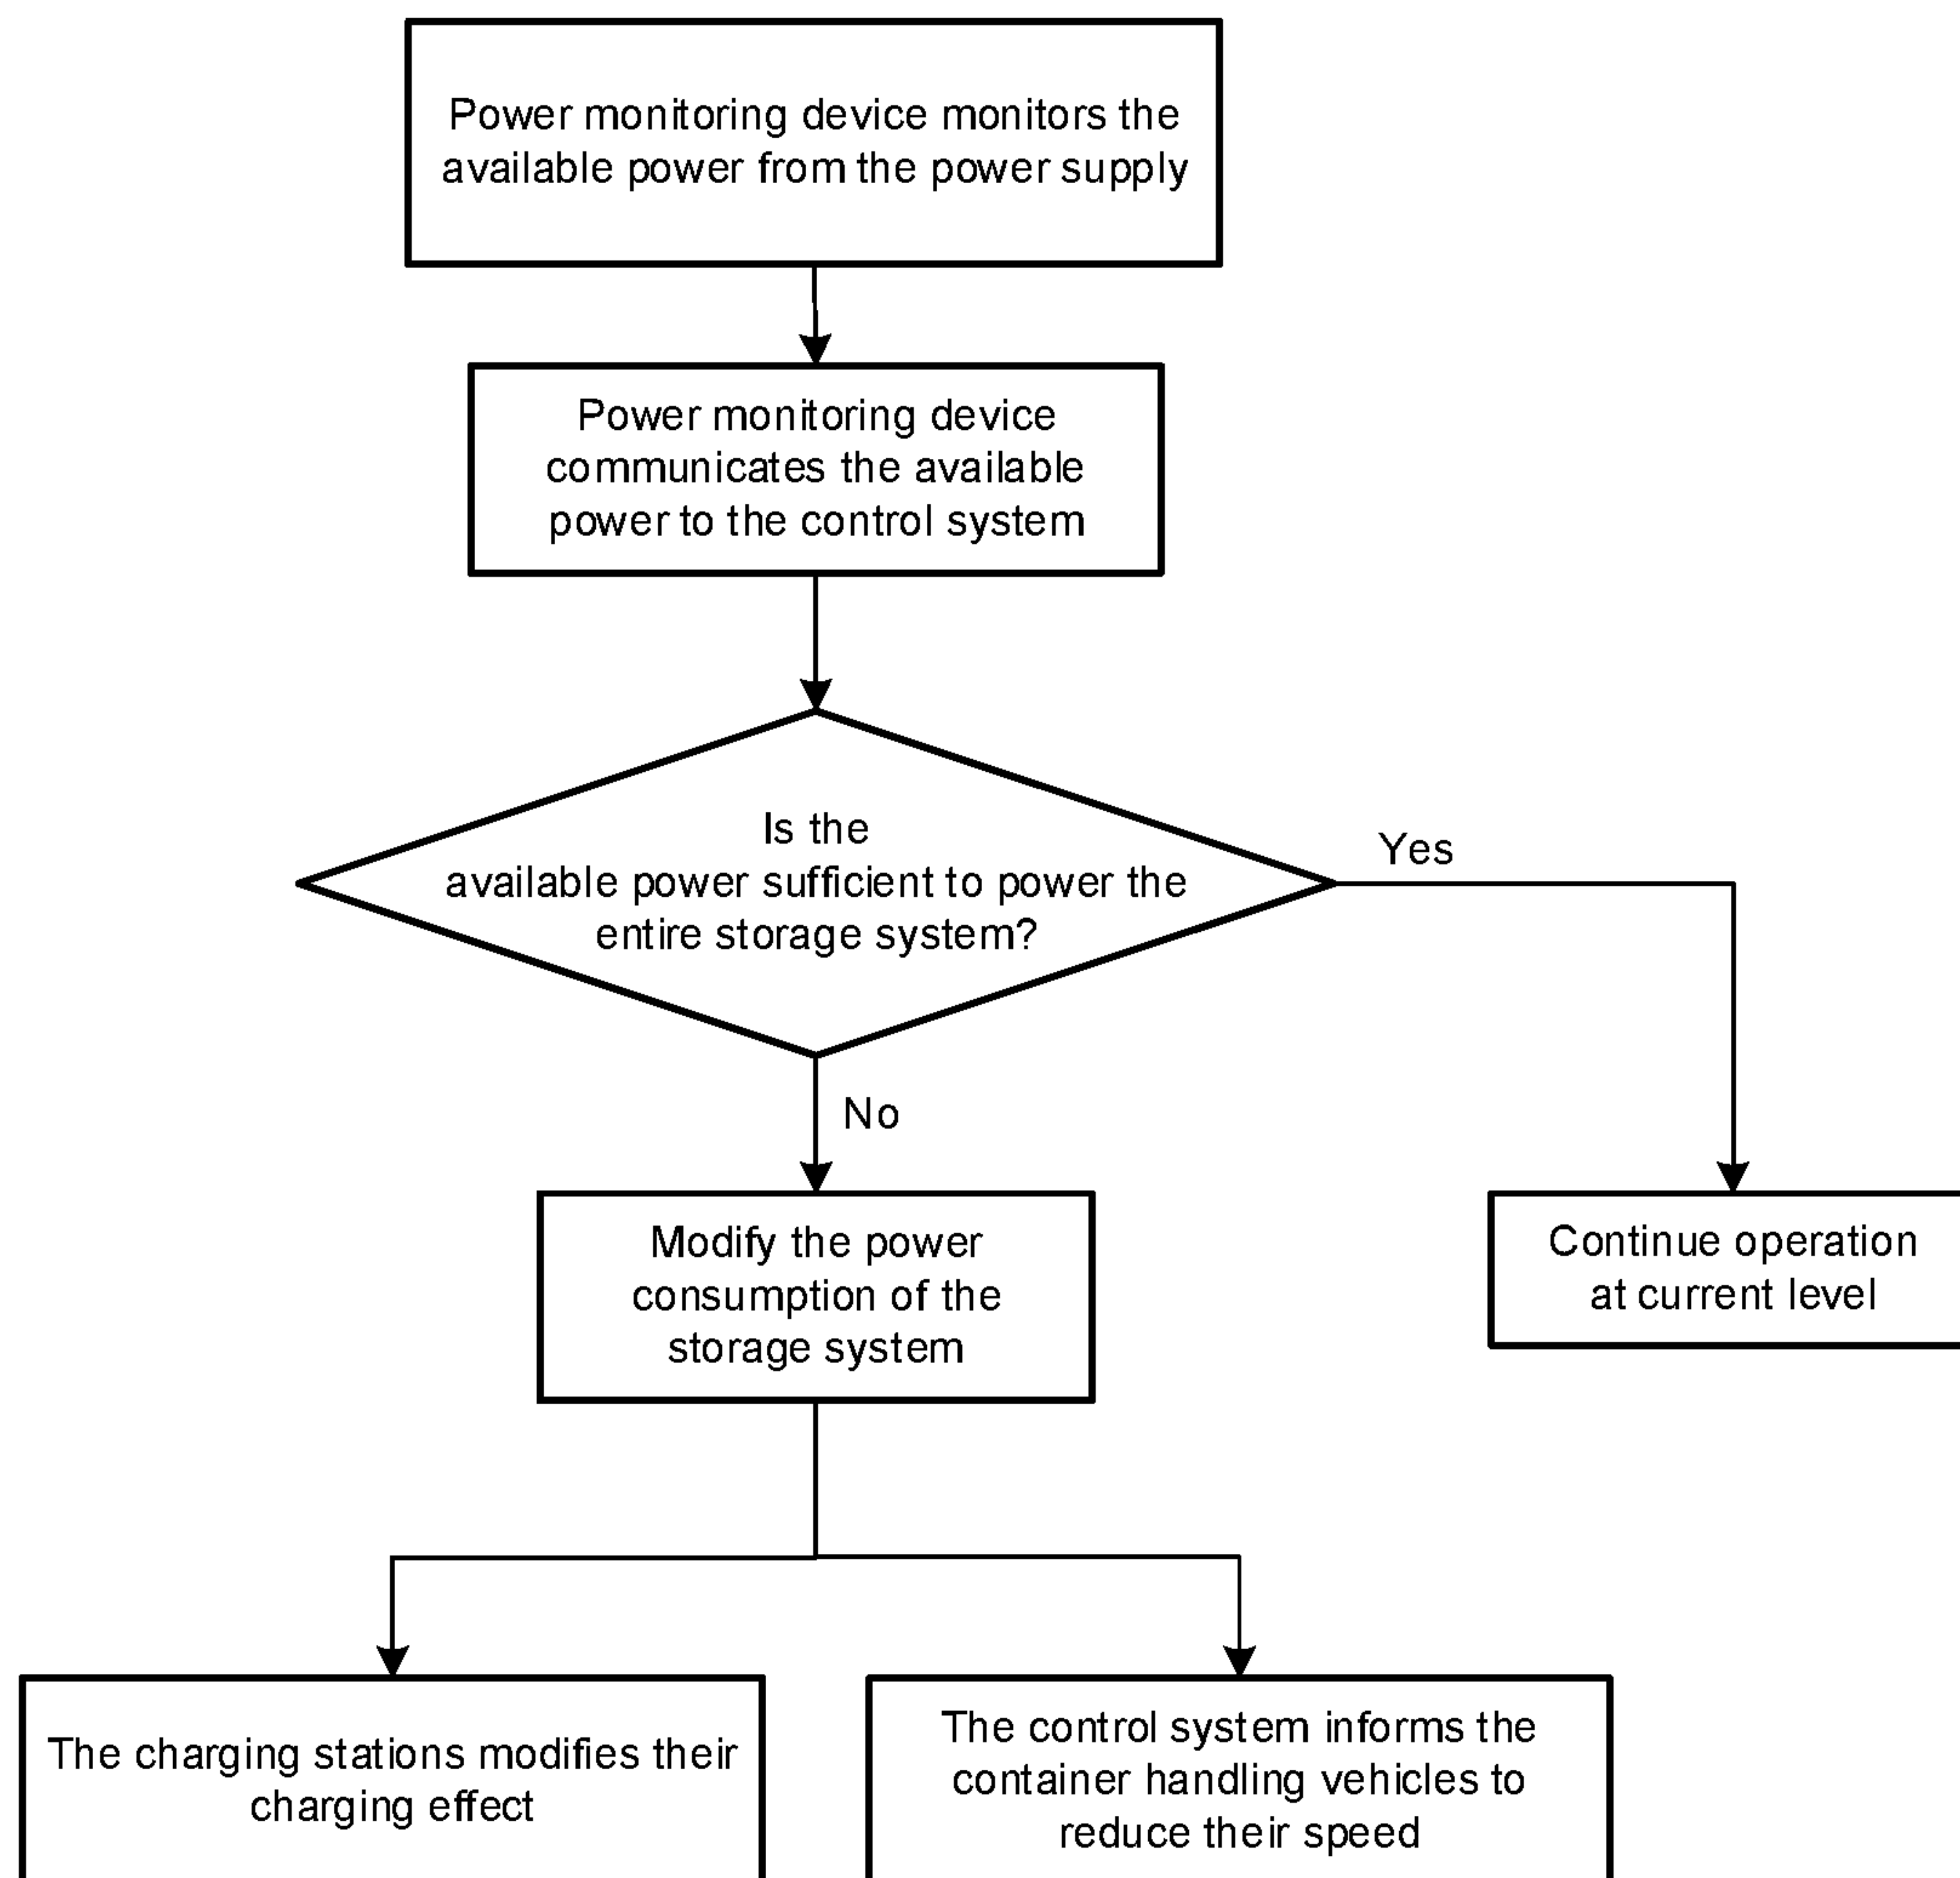 Power monitoring device monitors the
available power from the power supply
Power monitoring device
communicates the available
power to the control system
Is the
available power sufficient to power the
entire storage system?
Yes
No
Modify the power
consumption of the
storage system
Continue operation
at current level
The charging stations modifies their
charging effect
The control system informs the
container handling vehicles to
reduce their speed